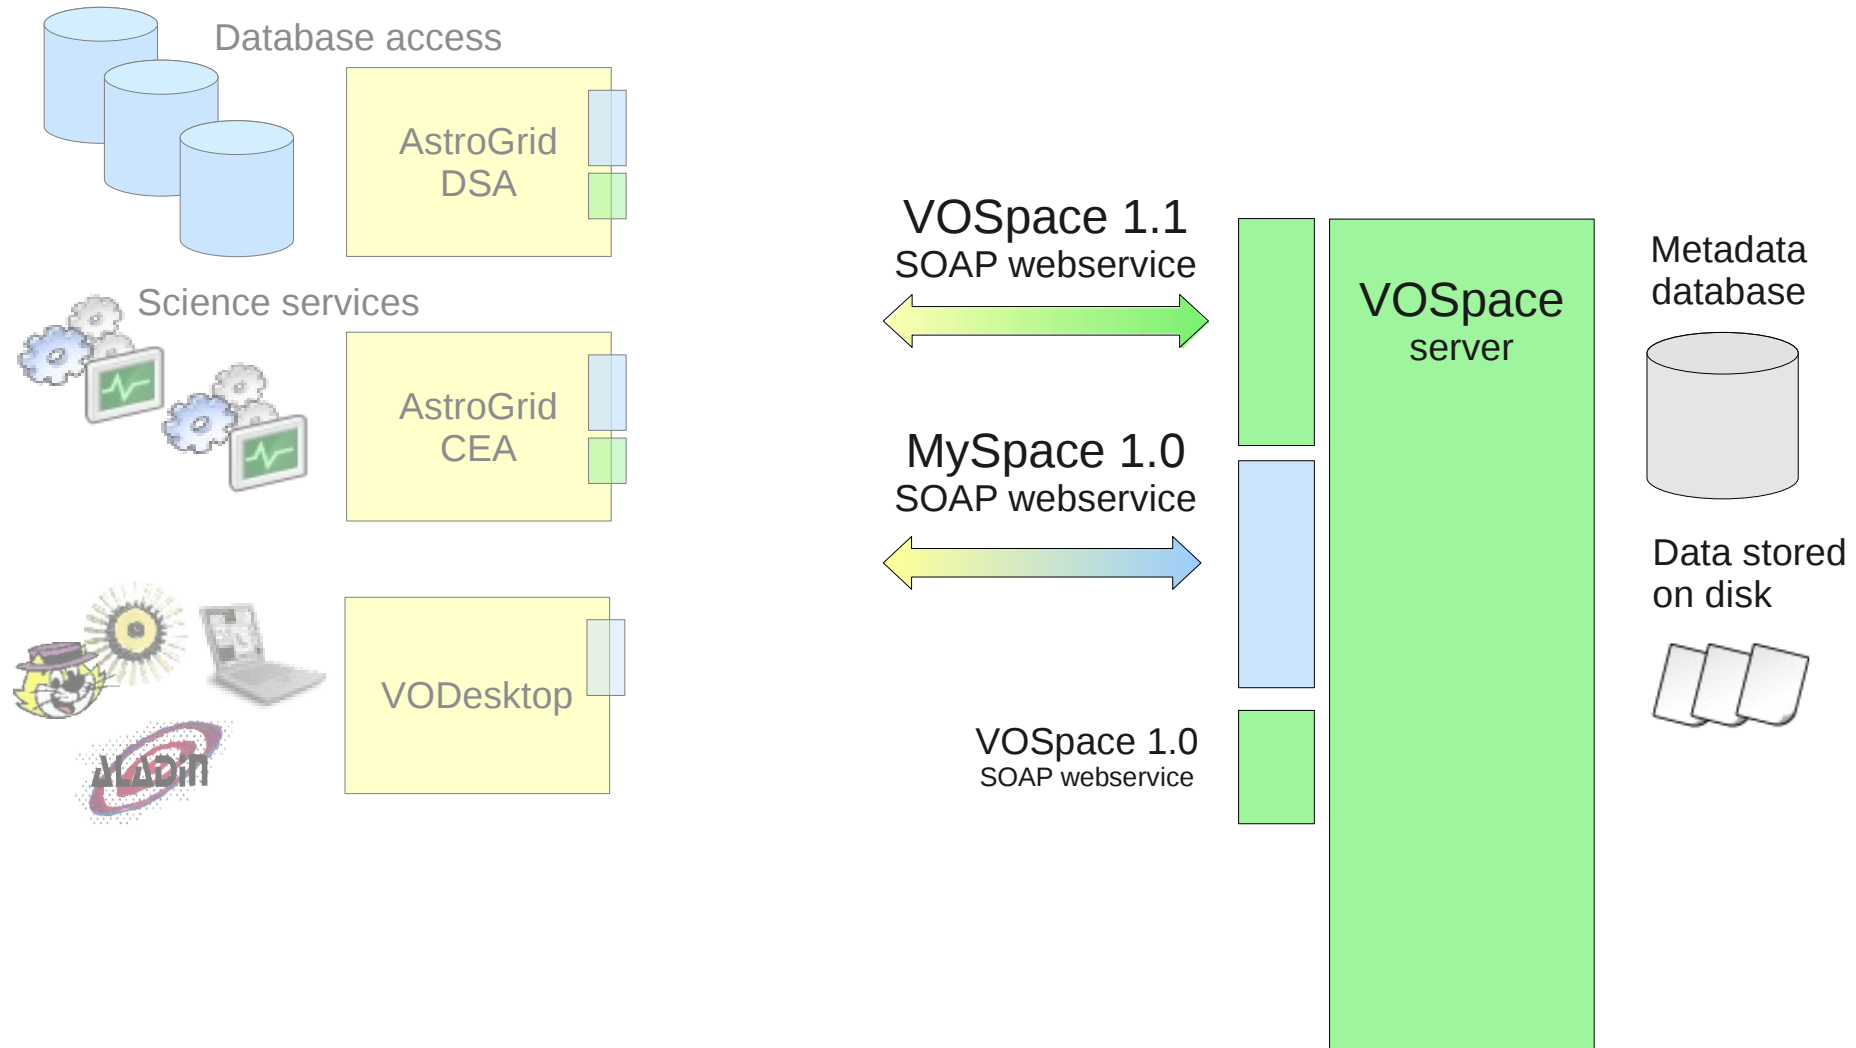 Database access
AstroGrid
DSA
Science services
AstroGrid
CEA
VODesktop
ALADIN
VOSpace 1.1
SOAP webservice
MySpace 1.0
SOAP webservice
VOSpace 1.0
SOAP webservice
VOSpace
server
Metadata
database
Data stored
on disk